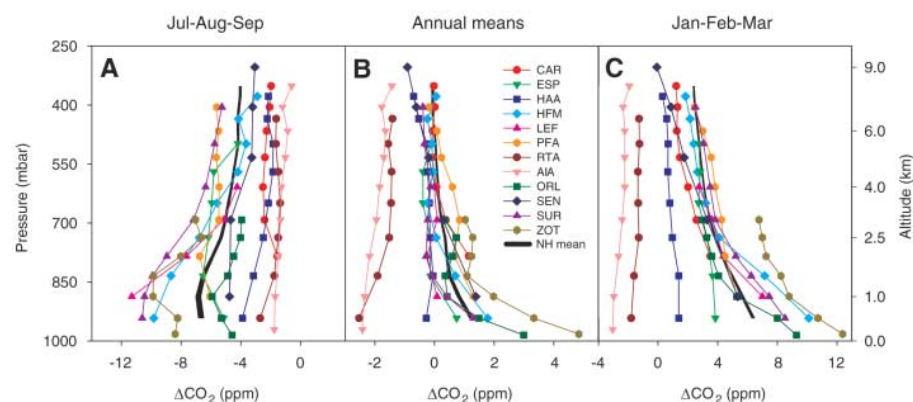 Jul-Aug-Sep
Annual means
Jan-Feb-Mar
A
B
C
Pressure (mbar)
250
400
550
700
850
1000
CAR
ESP
HAA
HFM
LEF
PFA
RTA
AIA
ORL
SEN
SUR
ZOT
NH mean
9.0
6.0
4.0
2.5
1.0
0.0
Altitude (km)
-12
-8
-4
0
-2
0
2
4
-4
0
4
8
12
ΔCO₂ (ppm)
ΔCO₂ (ppm)
ΔCO₂ (ppm)